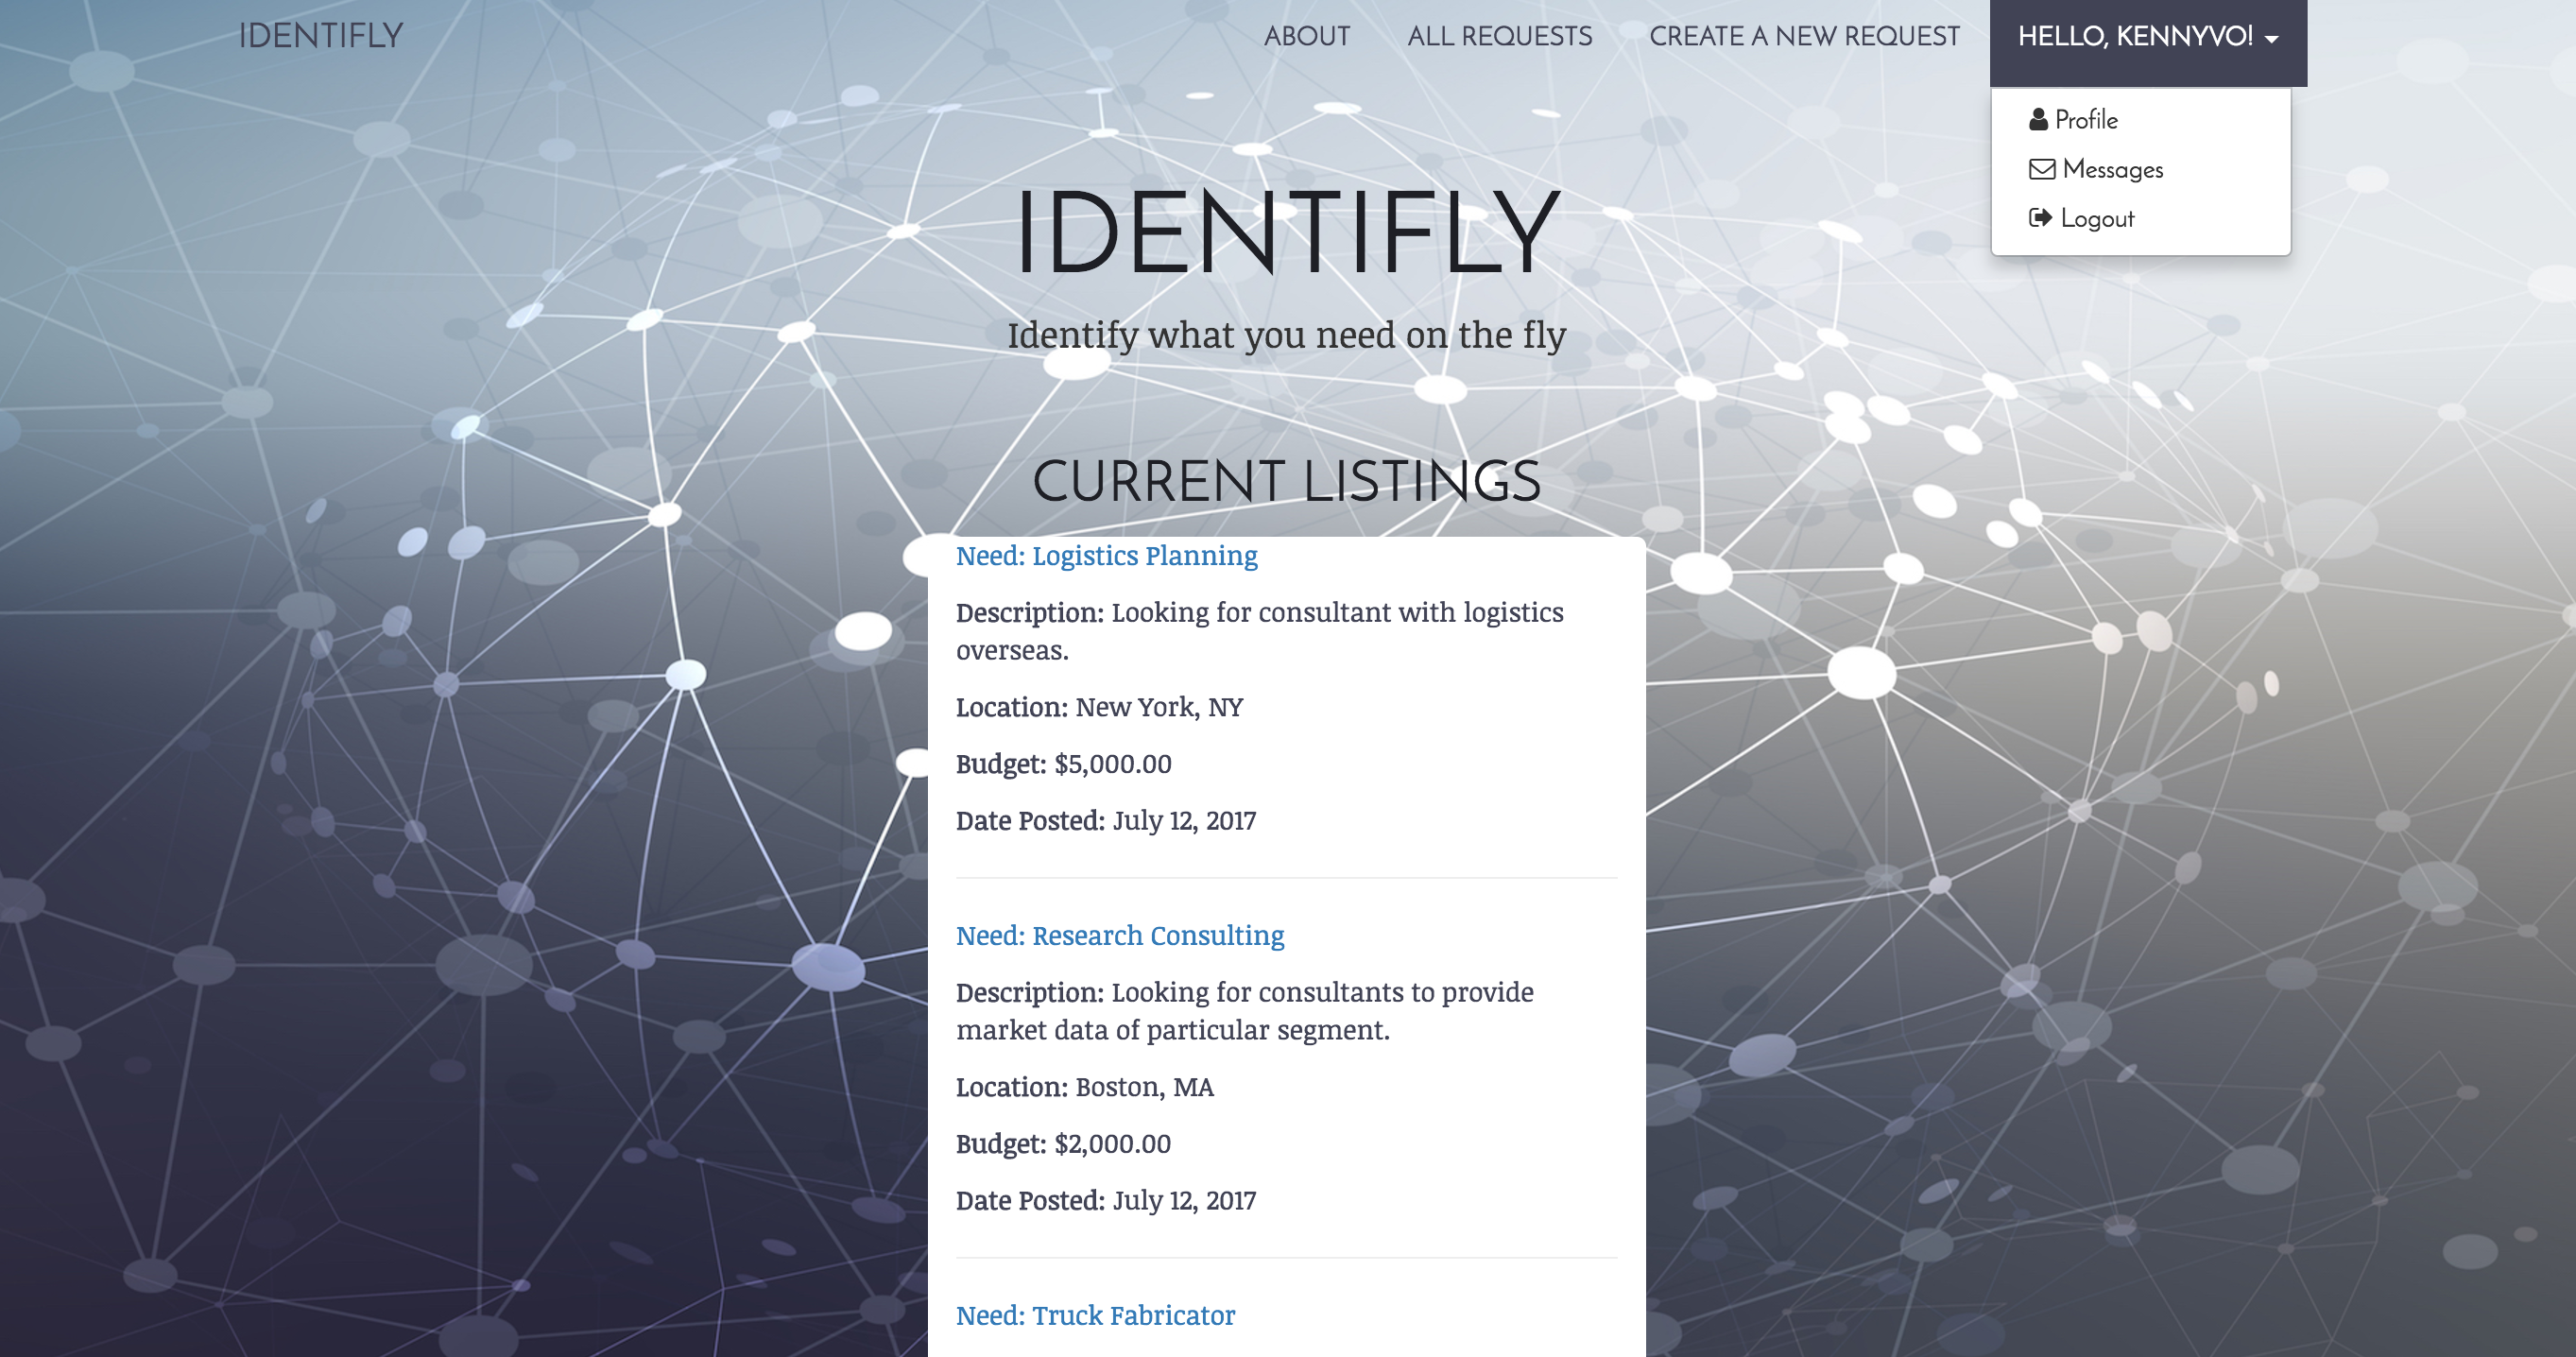 IDENTIFLY
ABOUT
ALL REQUESTS
CREATE A NEW REQUEST
HELLO, KENNYVO!
Profile
Messages
Logout
IDENTIFLY
Identify what you need on the fly
CURRENT LISTINGS
Need: Logistics Planning
Description: Looking for consultant with logistics
overseas.
Location: New York, NY
Budget: $5,000.00
Date Posted: July 12, 2017
Need: Research Consulting
Description: Looking for consultants to provide
market data of particular segment.
Location: Boston, MA
Budget: $2,000.00
Date Posted: July 12, 2017
Need: Truck Fabricator